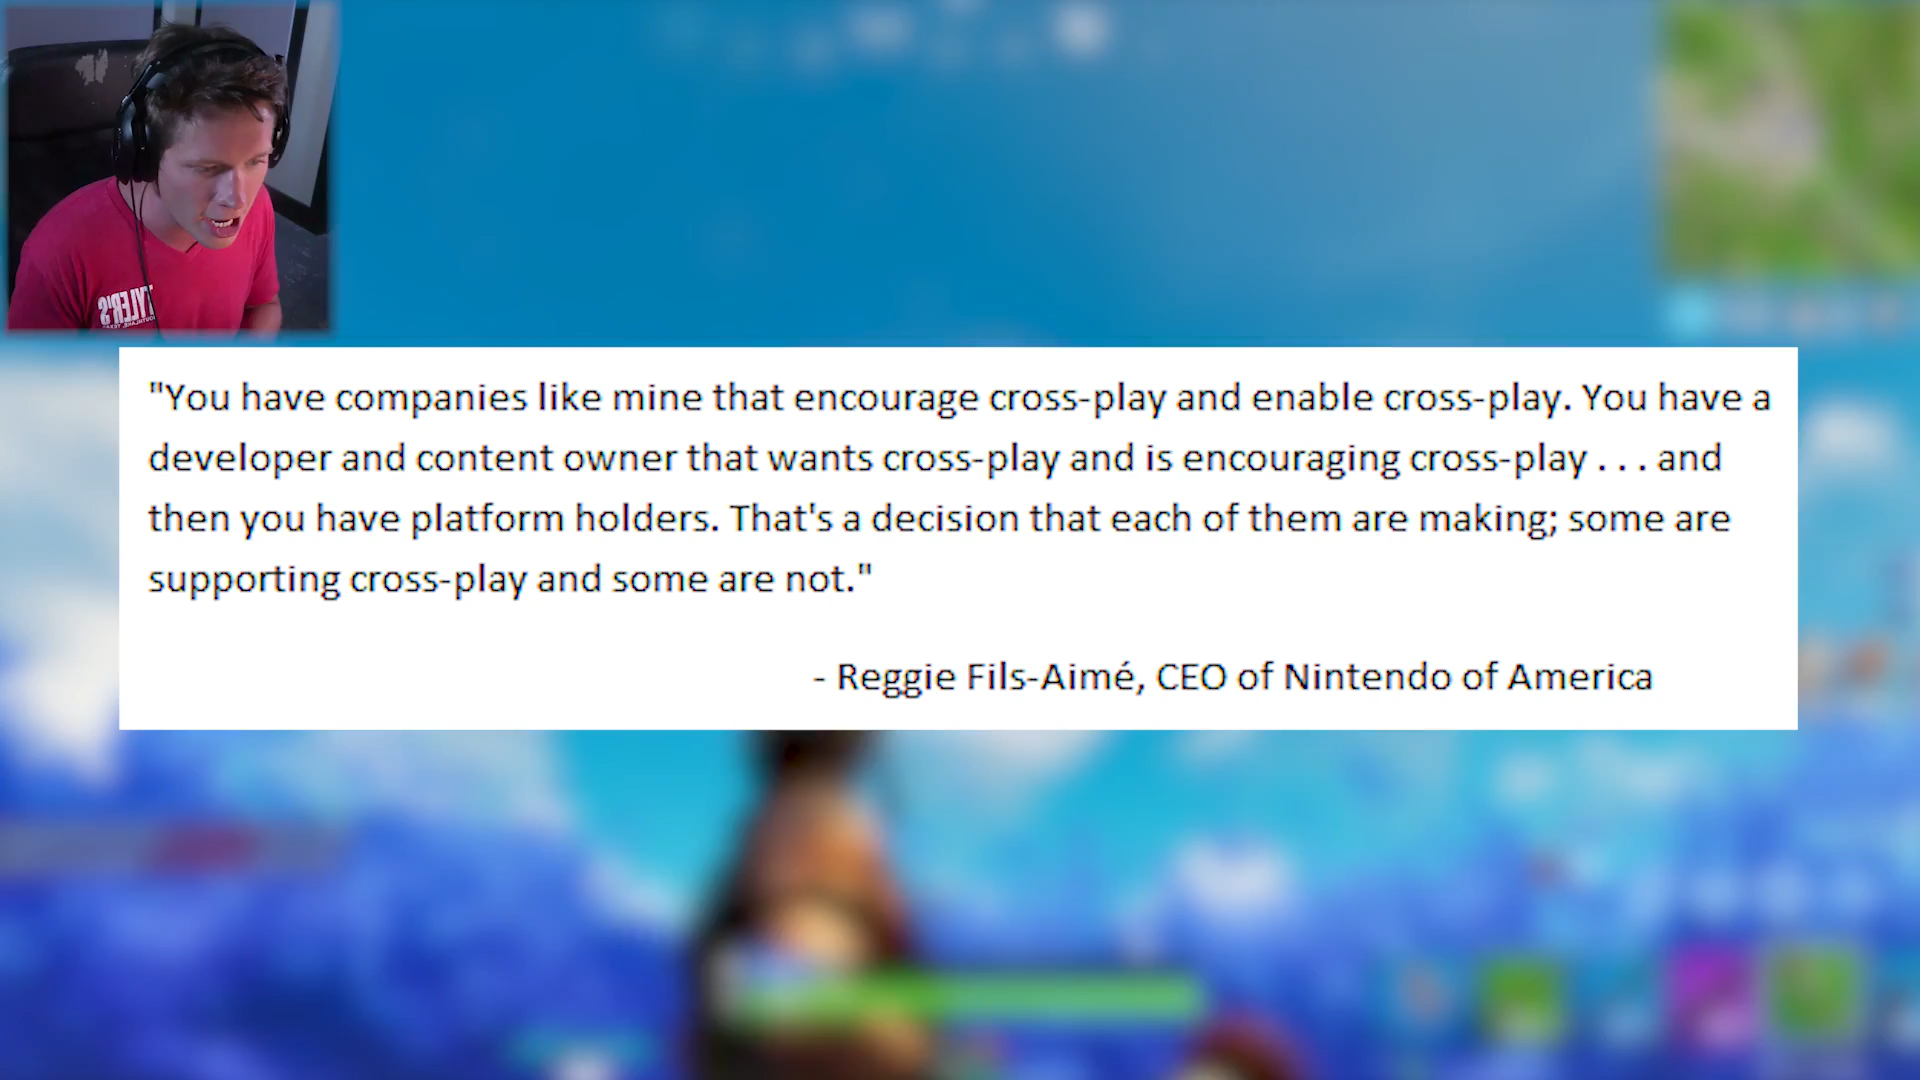 TYLER'S
SOUTHLAKE, TEXAS
"You have companies like mine that encourage cross-play and enable cross-play. You have a
developer and content owner that wants cross-play and is encouraging cross-play . . . and
then you have platform holders. That's a decision that each of them are making; some are
supporting cross-play and some are not."
- Reggie Fils-Aimé, CEO of Nintendo of America